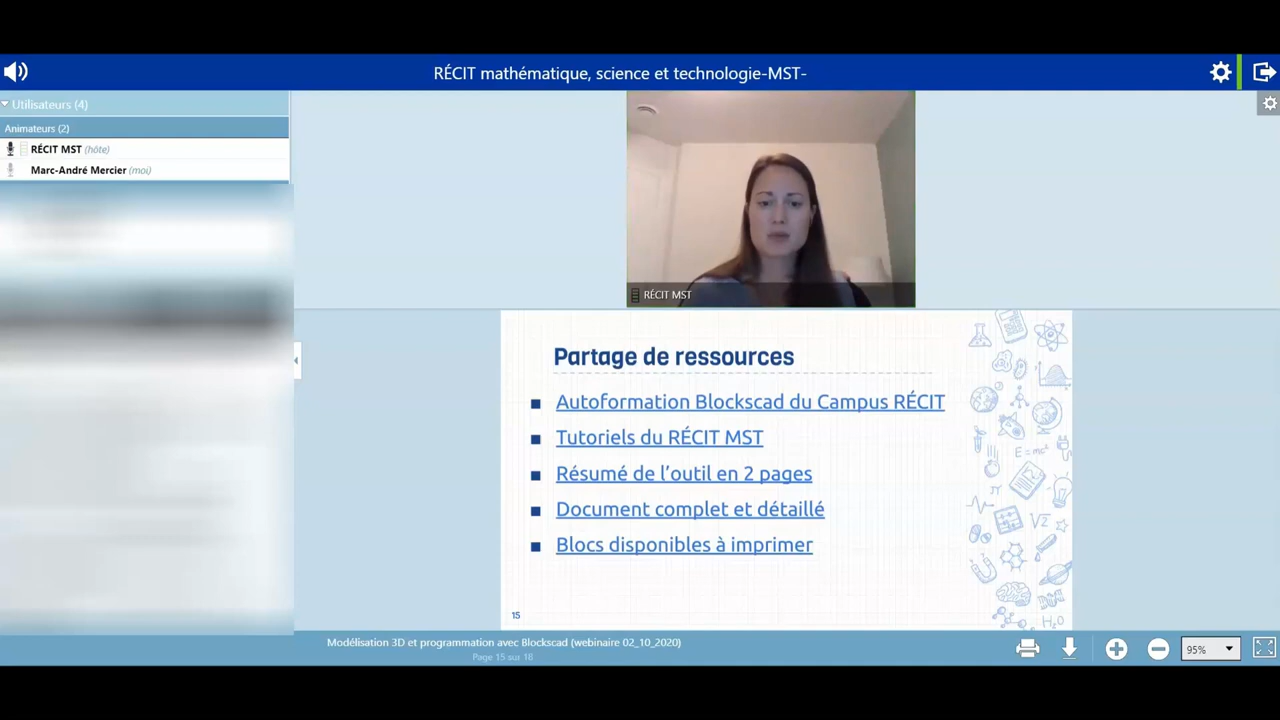 RÉCIT mathématique, science et technologie-MST-
Utilisateurs (4)
Animateurs (2)
RÉCIT MST (hôte)
Marc-André Mercier (moi)
RÉCIT MST
Partage de ressources
Autoformation Blockscad du Campus RÉCIT
Tutoriels du RÉCIT MST
Résumé de l'outil en 2 pages
Document complet et détaillé
Blocs disponibles à imprimer
E=mc²
π
√2
H₂O
15
Modélisation 3D et programmation avec Blockscad (webinaire 02_10_2020)
Page 15 sur 18
95%